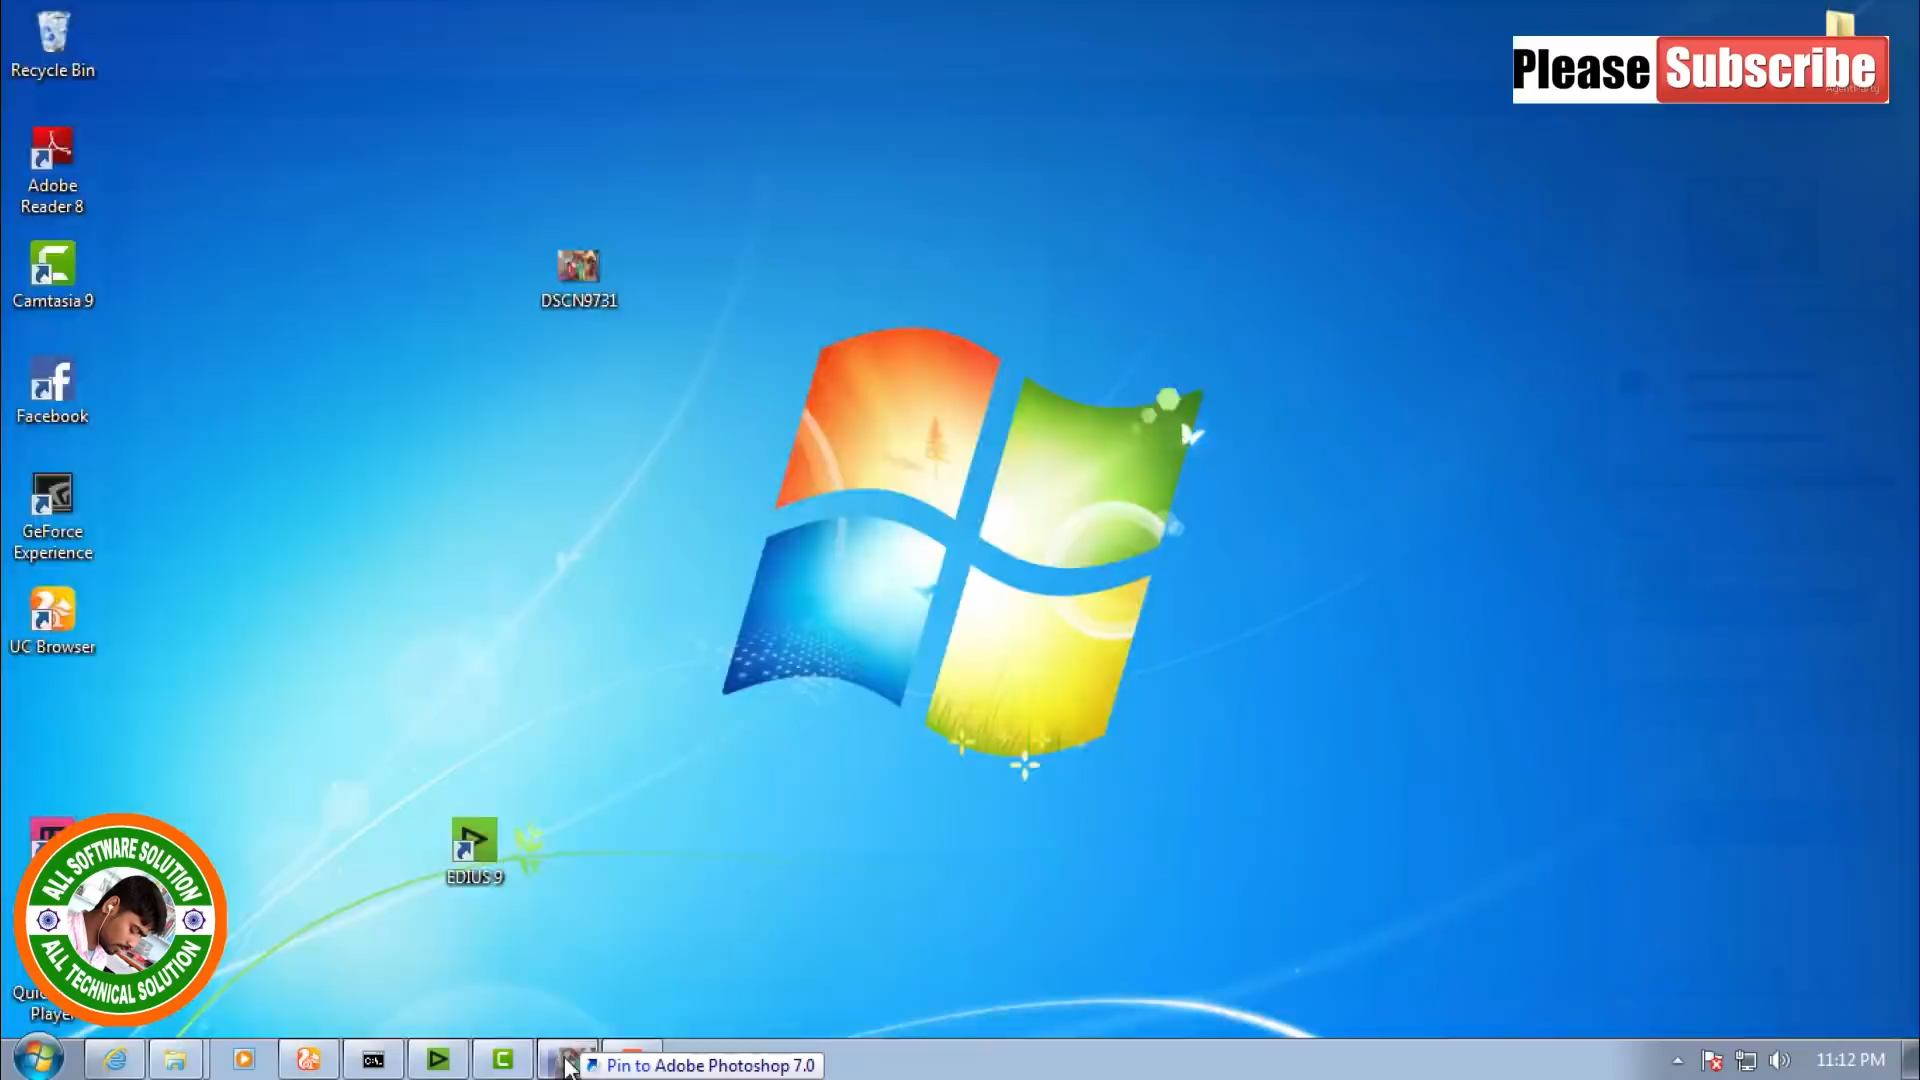 Recycle Bin
Please Subscribe
Adobe
Reader 8
Camtasia 9
DSCN9731
Facebook
GeForce
Experience
UC Browser
EDIUS 9
ALL SOFTWARE SOLUTION
ALL TECHNICAL SOLUTION
Player
Pin to Adobe Photoshop 7.0
11:12 PM